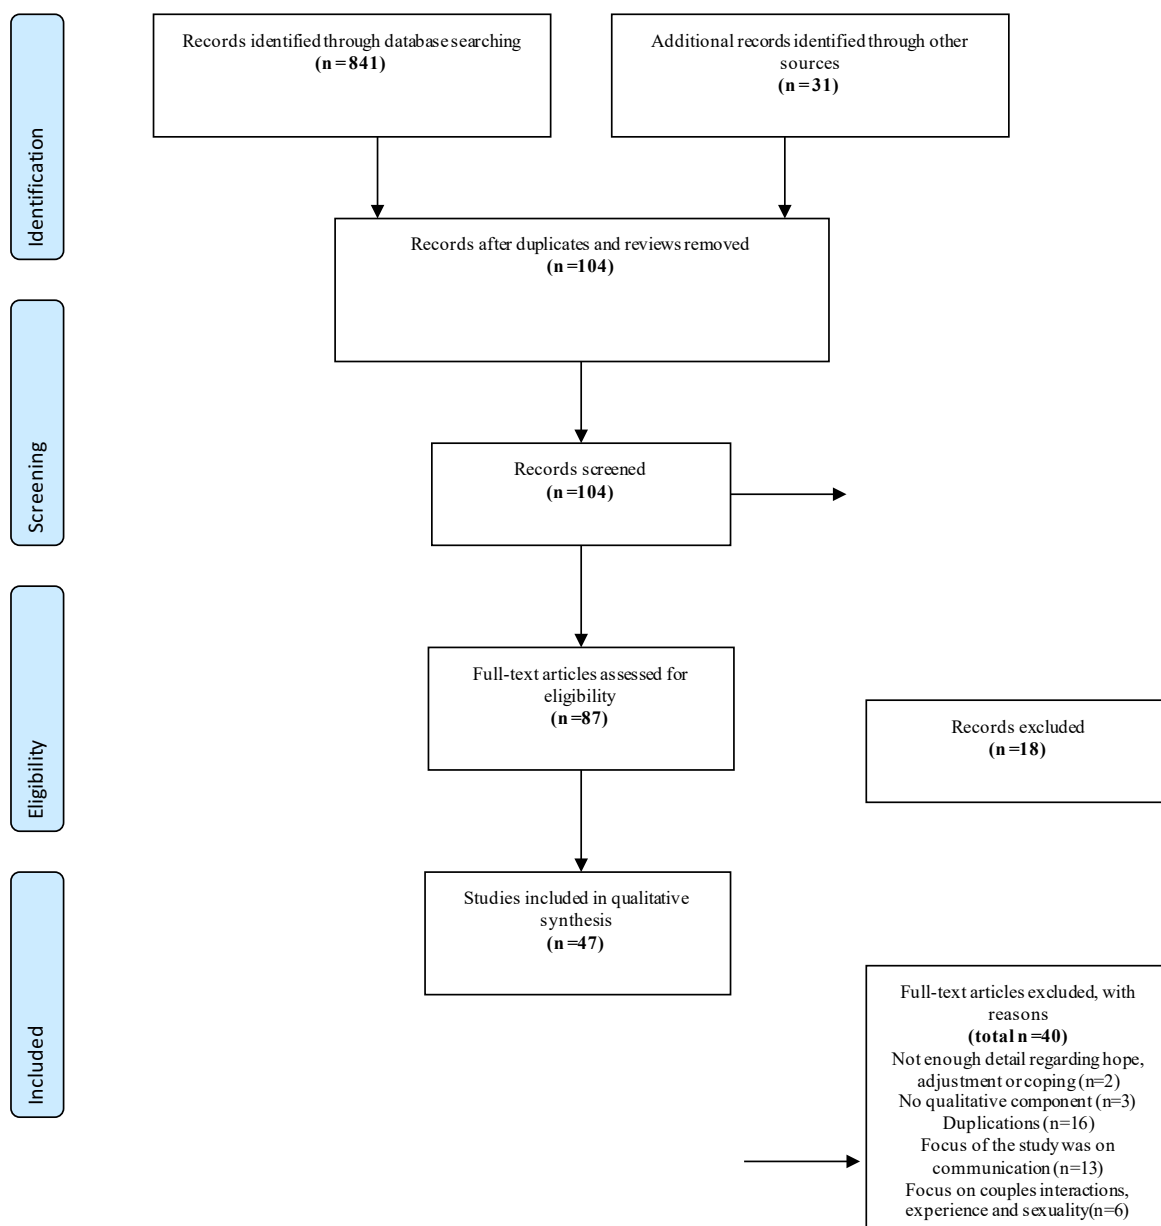 Identification
Records identified through database searching
(n = 841)
Additional records identified through other
sources
(n = 31)
Records after duplicates and reviews removed
(n =104)
Screening
Records screened
(n =104)
Eligibility
Full-text articles assessed for
eligibility
(n =87)
Records excluded
(n =18)
Included
Studies included in qualitative
synthesis
(n =47)
Full-text articles excluded, with
reasons
(total n =40)
Not enough detail regarding hope,
adjustment or coping (n=2)
No qualitative component (n=3)
Duplications (n=16)
Focus of the study was on
communication (n=13)
Focus on couples interactions,
experience and sexuality(n=6)